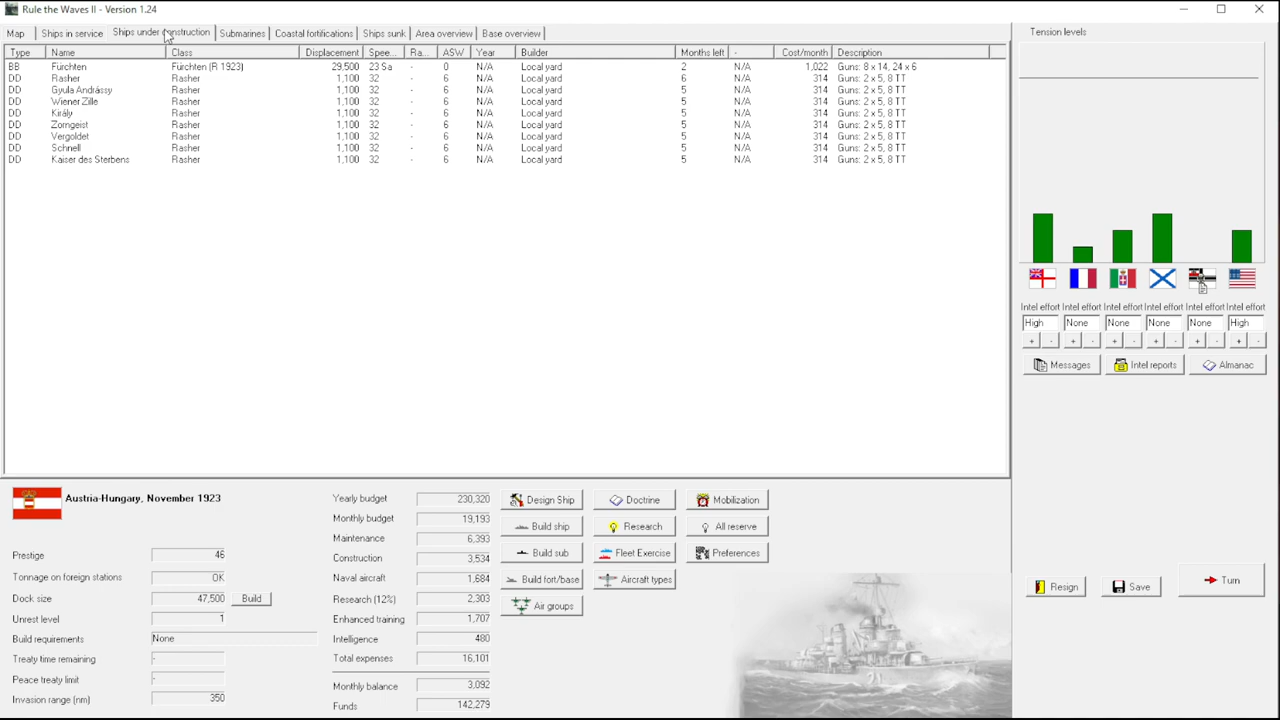 Rule the Waves II - Version 1.24
Map Ships in service Ships under construction Submarines Coastal fortifications Ships sunk Area overview Base overview
Type Name Class Displacement Spee... Ra... ASW Year Builder Months left - Cost/month Description
BB Fürchten Fürchten (R 1923) 29,500 23 Sa - 0 N/A Local yard 2 N/A 1,022 Guns: 8 x 14, 24 x 6
DD Rasher Rasher 1,100 32 - 6 N/A Local yard 6 N/A 314 Guns: 2 x 5, 8 TT
DD Gyula Andrássy Rasher 1,100 32 - 6 N/A Local yard 5 N/A 314 Guns: 2 x 5, 8 TT
DD Wiener Zille Rasher 1,100 32 - 6 N/A Local yard 5 N/A 314 Guns: 2 x 5, 8 TT
DD Király Rasher 1,100 32 - 6 N/A Local yard 5 N/A 314 Guns: 2 x 5, 8 TT
DD Zorngeist Rasher 1,100 32 - 6 N/A Local yard 5 N/A 314 Guns: 2 x 5, 8 TT
DD Vergoldet Rasher 1,100 32 - 6 N/A Local yard 5 N/A 314 Guns: 2 x 5, 8 TT
DD Schnell Rasher 1,100 32 - 6 N/A Local yard 5 N/A 314 Guns: 2 x 5, 8 TT
DD Kaiser des Sterbens Rasher 1,100 32 - 6 N/A Local yard 5 N/A 314 Guns: 2 x 5, 8 TT
Tension levels
Intel effort Intel effort Intel effort Intel effort Intel effort Intel effort
High None None None None High
+ - + - + - + - + - + -
Messages Intel reports Almanac
Austria-Hungary, November 1923
Prestige 46
Tonnage on foreign stations OK
Dock size 47,500 Build
Unrest level 1
Build requirements None
Treaty time remaining -
Peace treaty limit -
Invasion range (nm) 350
Yearly budget 230,320
Monthly budget 19,193
Maintenance 6,393
Construction 3,534
Naval aircraft 1,684
Research (12%) 2,303
Enhanced training 1,707
Intelligence 480
Total expenses 16,101
Monthly balance 3,092
Funds 142,279
Design Ship Doctrine Mobilization
Build ship Research All reserve
Build sub Fleet Exercise Preferences
Build fort/base Aircraft types
Air groups
Resign Save Turn